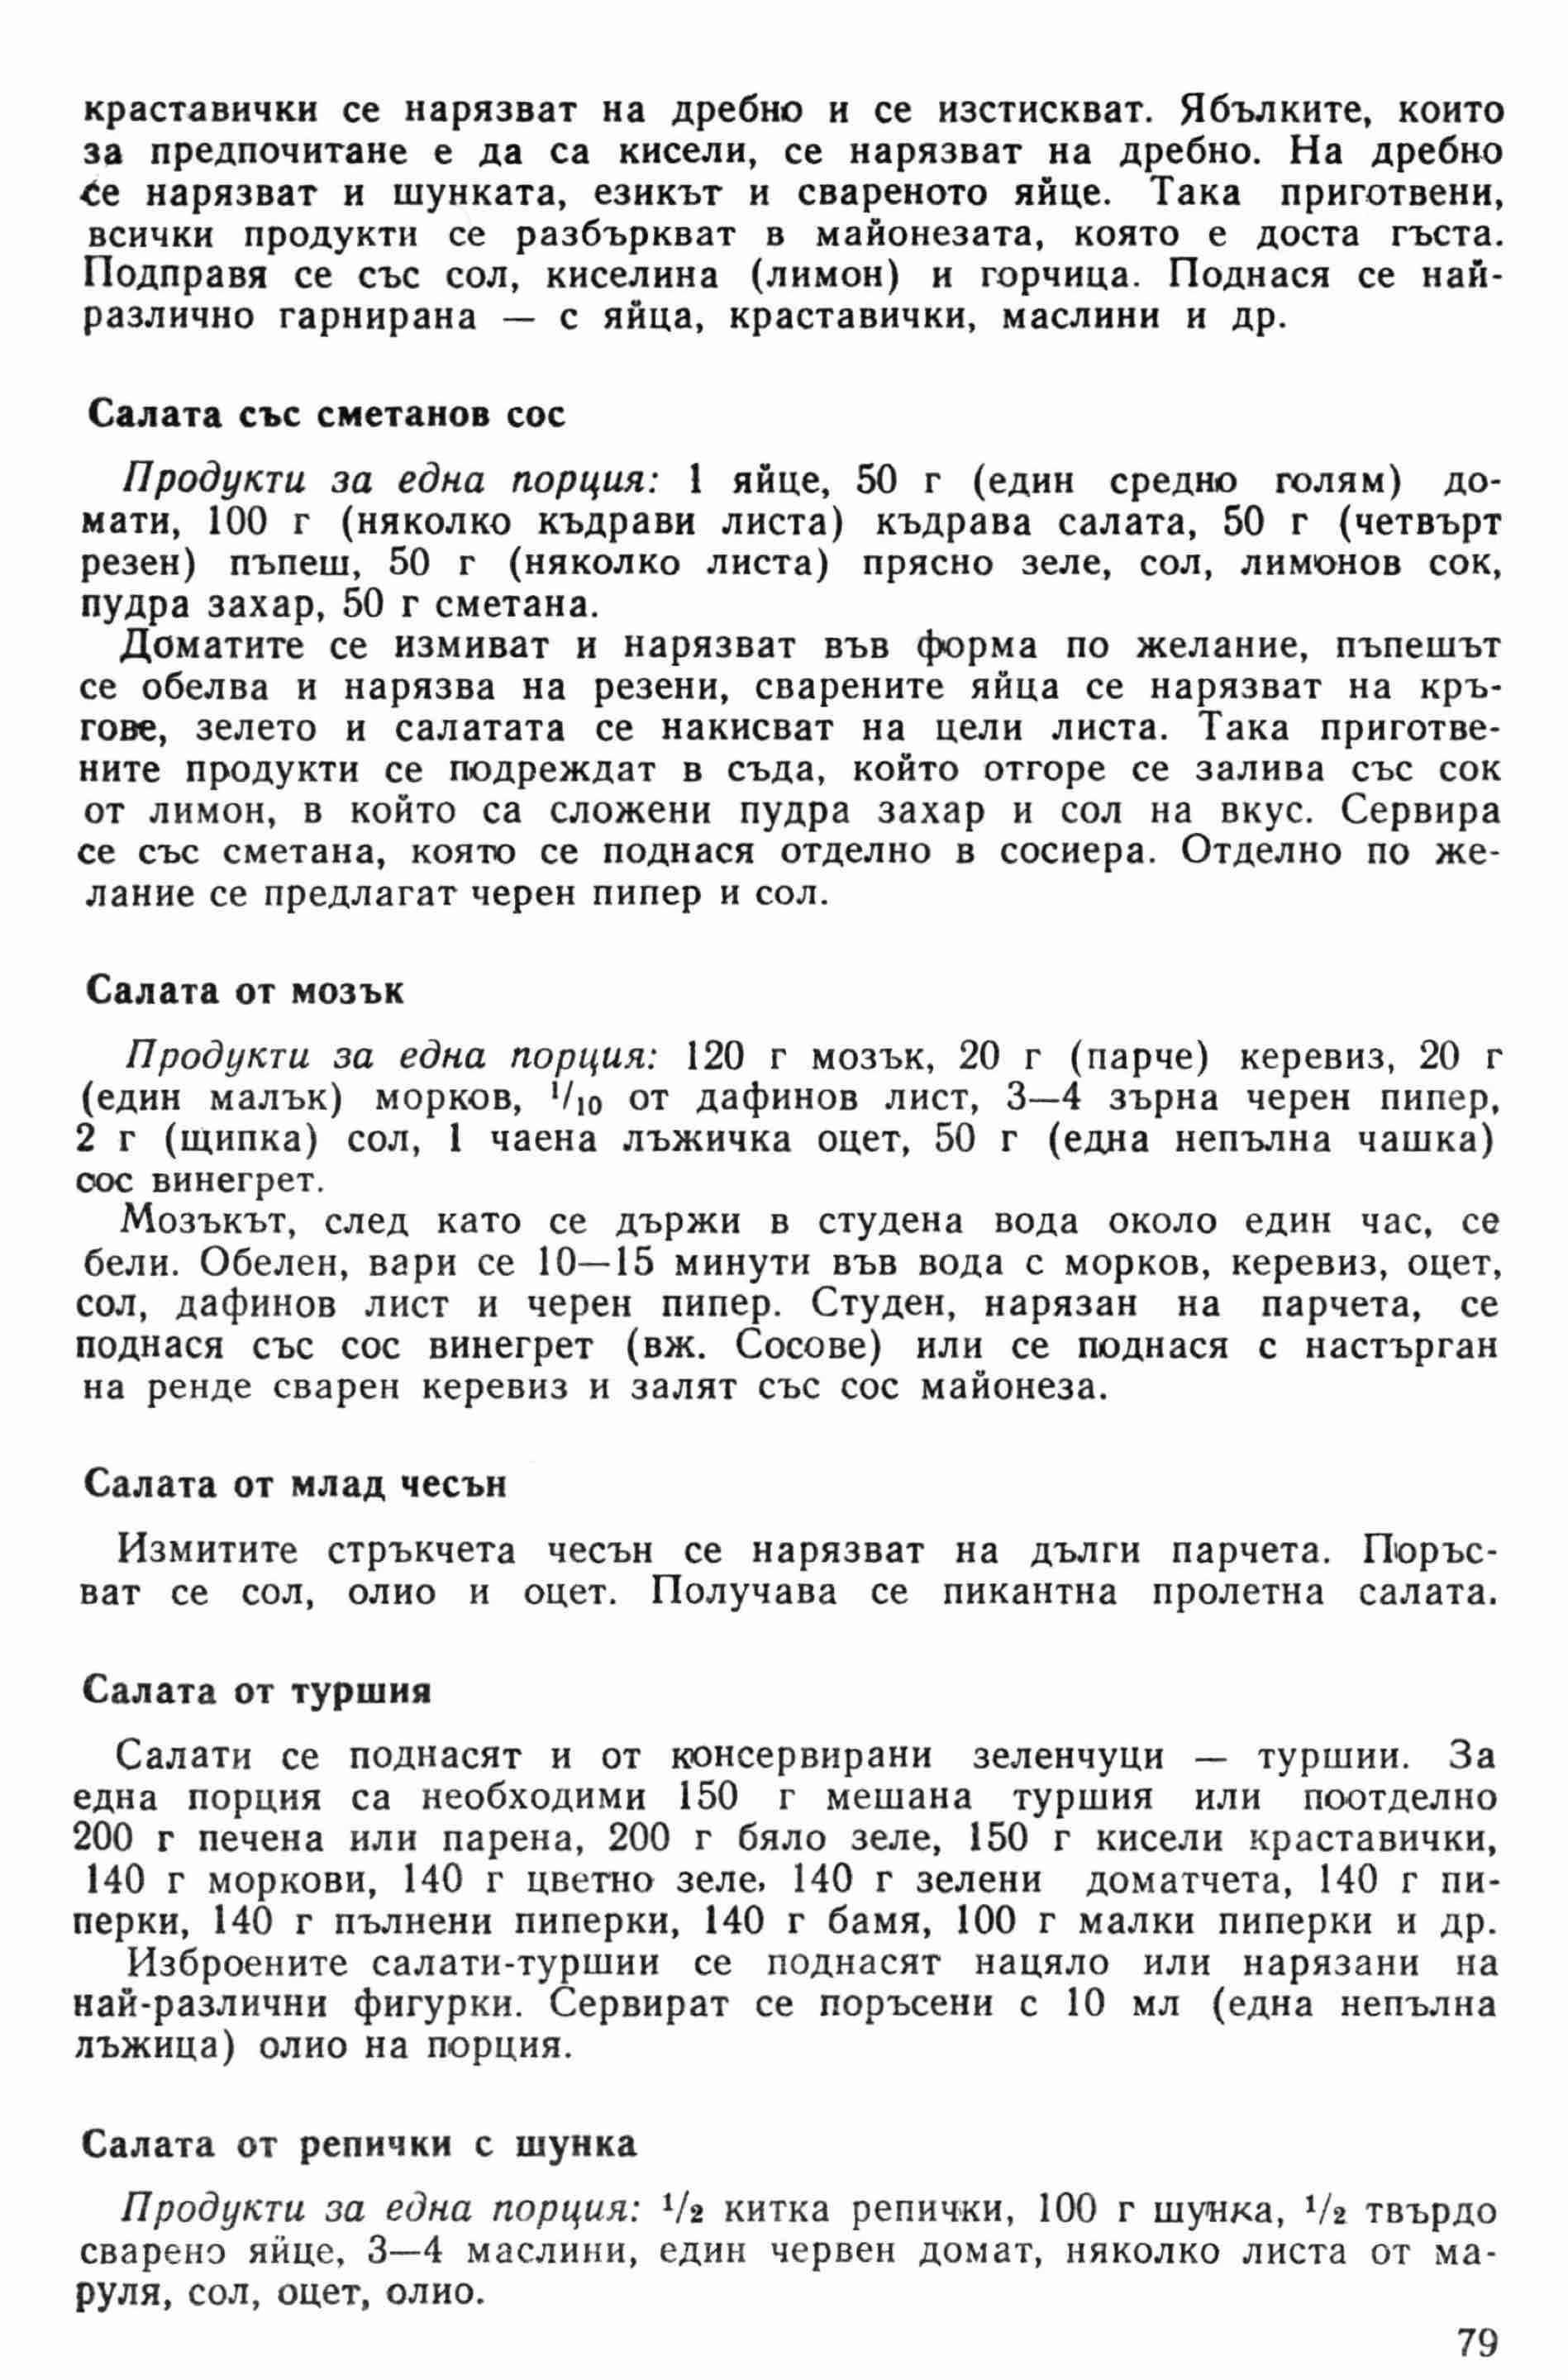 краставички се нарязват на дребно и се изстискват. Ябълките, които
за предпочитане е да са кисели, се нарязват на дребно. На дребно
се нарязват и шунката, езикът и свареното яйце. Така приготвени,
всички продукти се разбъркват в майонезата, която е доста гъста.
Подправя се със сол, киселина (лимон) и горчица. Поднася се най-
различно гарнирана — с яйца, краставички, маслини и др.
Салата със сметанов сос
Продукти за една порция: 1 яйце, 50 г (един средно голям) до-
мати, 100 г (няколко къдрави листа) къдрава салата, 50 г (четвърт
резен) пъпеш, 50 г (няколко листа) прясно зеле, сол, лимонов сок,
пудра захар, 50 г сметана.
Доматите се измиват и нарязват във форма по желание, пъпешът
се обелва и нарязва на резени, сварените яйца се нарязват на кръ-
гове, зелето и салатата се накисват на цели листа. Така приготве-
ните продукти се подреждат в съда, който отгоре се залива със сок
от лимон, в който са сложени пудра захар и сол на вкус. Сервира
се със сметана, която се поднася отделно в сосиера. Отделно по же-
лание се предлагат черен пипер и сол.
Салата от мозък
Продукти за една порция: 120 г мозък, 20 г (парче) керевиз, 20 г
(един малък) морков, 1/10 от дафинов лист, 3—4 зърна черен пипер,
2 г (щипка) сол, 1 чаена лъжичка оцет, 50 г (една непълна чашка)
сос винегрет.
Мозъкът, след като се държи в студена вода около един час, се
бели. Обелен, вари се 10—15 минути във вода с морков, керевиз, оцет,
сол, дафинов лист и черен пипер. Студен, нарязан на парчета, се
поднася със сос винегрет (вж. Сосове) или се поднася с настърган
на ренде сварен керевиз и залят със сос майонеза.
Салата от млад чесън
Измитите стръкчета чесън се нарязват на дълги парчета. Поръс-
ват се сол, олио и оцет. Получава се пикантна пролетна салата.
Салата от туршия
Салати се поднасят и от консервирани зеленчуци — туршии. За
една порция са необходими 150 г мешана туршия или поотделно
200 г печена или парена, 200 г бяло зеле, 150 г кисели краставички,
140 г моркови, 140 г цветно зеле, 140 г зелени доматчета, 140 г пи-
перки, 140 г пълнени пиперки, 140 г бамя, 100 г малки пиперки и др.
Изброените салати-туршии се поднасят нацяло или нарязани на
най-различни фигурки. Сервират се поръсени с 10 мл (една непълна
лъжица) олио на порция.
Салата от репички с шунка
Продукти за една порция: 1/2 китка репички, 100 г шунка, 1/2 твърдо
сварено яйце, 3—4 маслини, един червен домат, няколко листа от ма-
руля, сол, оцет, олио.
79